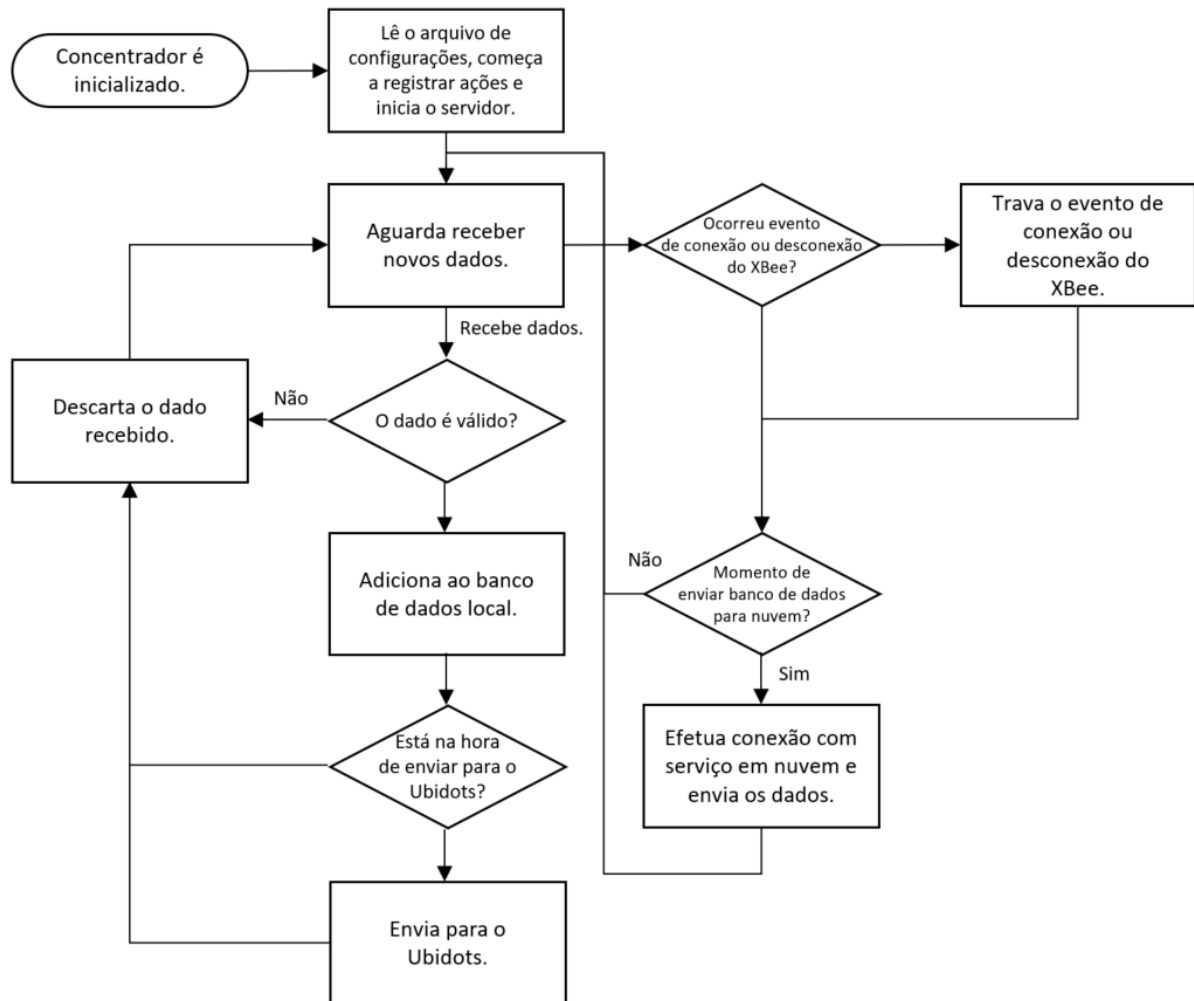 Concentrador é
inicializado.
Lê o arquivo de
configurações, começa
a registrar ações e
inicia o servidor.
Aguarda receber
novos dados.
Ocorreu evento
de conexão ou desconexão
do XBee?
Trava o evento de
conexão ou
desconexão do
XBee.
Recebe dados.
Descarta o dado
recebido.
Não
O dado é válido?
Adiciona ao banco
de dados local.
Não
Momento de
enviar banco de dados
para nuvem?
Sim
Está na hora
de enviar para o
Ubidots?
Efetua conexão com
serviço em nuvem e
envia os dados.
Envia para o
Ubidots.